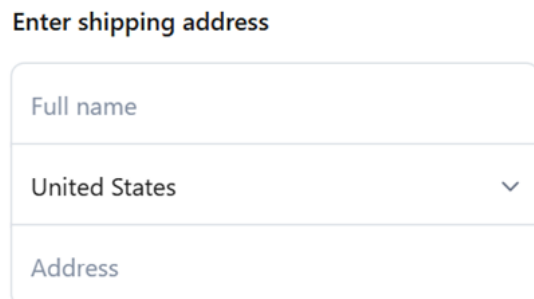 Enter shipping address
Full name
United States
Address